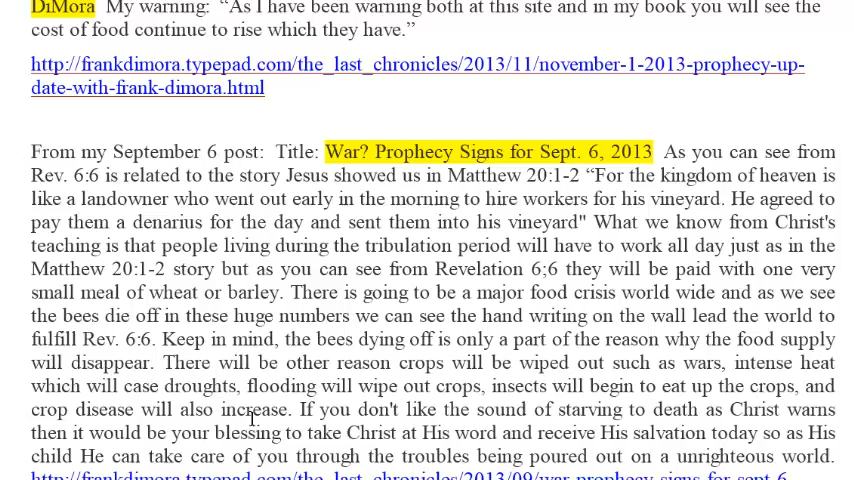 DiMora My warning: “As I have been warning both at this site and in my book you will see the
cost of food continue to rise which they have.”
http://frankdimora.typepad.com/the_last_chronicles/2013/11/november-1-2013-prophecy-up-
date-with-frank-dimora.html
From my September 6 post: Title: War? Prophecy Signs for Sept. 6, 2013 As you can see from
Rev. 6:6 is related to the story Jesus showed us in Matthew 20:1-2 “For the kingdom of heaven is
like a landowner who went out early in the morning to hire workers for his vineyard. He agreed to
pay them a denarius for the day and sent them into his vineyard" What we know from Christ's
teaching is that people living during the tribulation period will have to work all day just as in the
Matthew 20:1-2 story but as you can see from Revelation 6;6 they will be paid with one very
small meal of wheat or barley. There is going to be a major food crisis world wide and as we see
the bees die off in these huge numbers we can see the hand writing on the wall lead the world to
fulfill Rev. 6:6. Keep in mind, the bees dying off is only a part of the reason why the food supply
will disappear. There will be other reason crops will be wiped out such as wars, intense heat
which will case droughts, flooding will wipe out crops, insects will begin to eat up the crops, and
crop disease will also increase. If you don't like the sound of starving to death as Christ warns
then it would be your blessing to take Christ at His word and receive His salvation today so as His
child He can take care of you through the troubles being poured out on a unrighteous world.
http://frankdimora.typepad.com/the_last_chronicles/2013/09/war-prophecy-signs-for-sept-6-